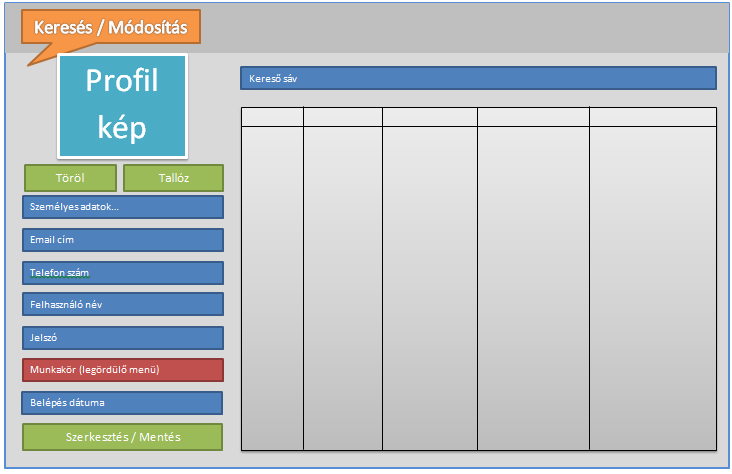 Keresés / Módosítás
Profil
kép
Töröl
Tallóz
Személyes adatok...
Email cím
Telefon szám
Felhasználó név
Jelszó
Munkakör (legördülő menü)
Belépés dátuma
Szerkesztés / Mentés
Kereső sáv